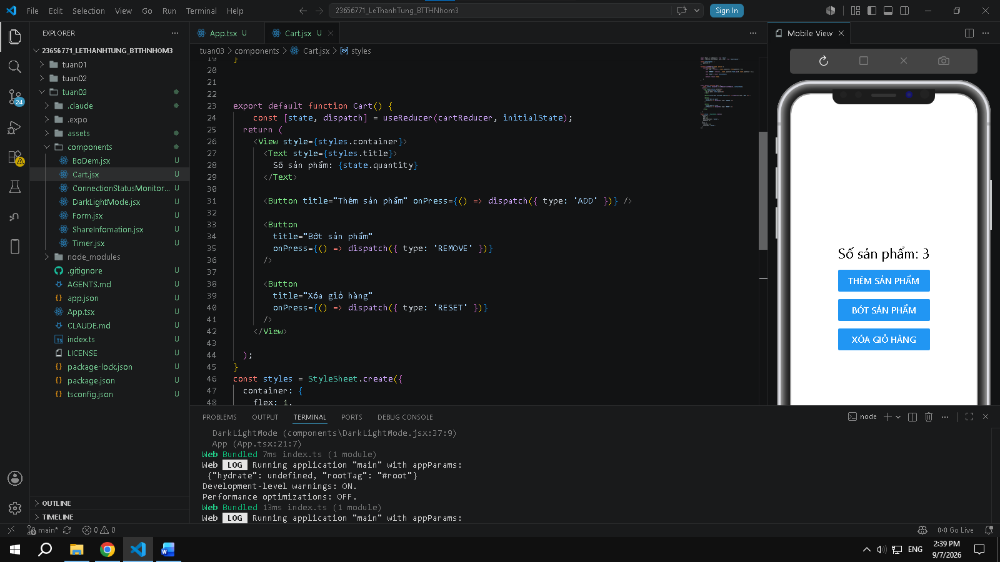 File Edit Selection View Go Run Terminal Help
23656771_LeThanhTung_BTTHNhom3
Sign In
EXPLORER
23656771_LETHANHTUNG_BTTHNHOM3
tuan01
tuan02
tuan03
.claude
.expo
assets
components
BoDem.jsx U
Cart.jsx U
ConnectionStatusMonitor... U
DarkLightMode.jsx U
Form.jsx U
ShareInfomation.jsx U
Timer.jsx U
node_modules
.gitignore U
AGENTS.md U
app.json U
App.tsx U
CLAUDE.md U
index.ts U
LICENSE U
package-lock.json U
package.json U
tsconfig.json U
OUTLINE
TIMELINE
24
App.tsx U
Cart.jsx U
tuan03 > components > Cart.jsx > styles
19 }
20
21
22
23 export default function Cart() {
24 const [state, dispatch] = useReducer(cartReducer, initialState);
25 return (
26 <View style={styles.container}>
27 <Text style={styles.title}>
28 Số sản phẩm: {state.quantity}
29 </Text>
30
31 <Button title="Thêm sản phẩm" onPress={() => dispatch({ type: 'ADD' })} />
32
33 <Button
34 title="Bớt sản phẩm"
35 onPress={() => dispatch({ type: 'REMOVE' })}
36 />
37
38 <Button
39 title="Xóa giỏ hàng"
40 onPress={() => dispatch({ type: 'RESET' })}
41 />
42 </View>
43
44 );
45 }
46 const styles = StyleSheet.create({
47 container: {
48 flex: 1,
Mobile View
Số sản phẩm: 3
THÊM SẢN PHẨM
BỚT SẢN PHẨM
XÓA GIỎ HÀNG
PROBLEMS OUTPUT TERMINAL PORTS DEBUG CONSOLE
node
DarkLightMode (components\DarkLightMode.jsx:37:9)
App (App.tsx:21:7)
Web Bundled 7ms index.ts (1 module)
Web LOG Running application "main" with appParams:
{"hydrate": undefined, "rootTag": "#root"}
Development-level warnings: ON.
Performance optimizations: OFF.
Web Bundled 13ms index.ts (1 module)
Web LOG Running application "main" with appParams:
main* 0 0
Go Live
ENG
2:39 PM
9/7/2026